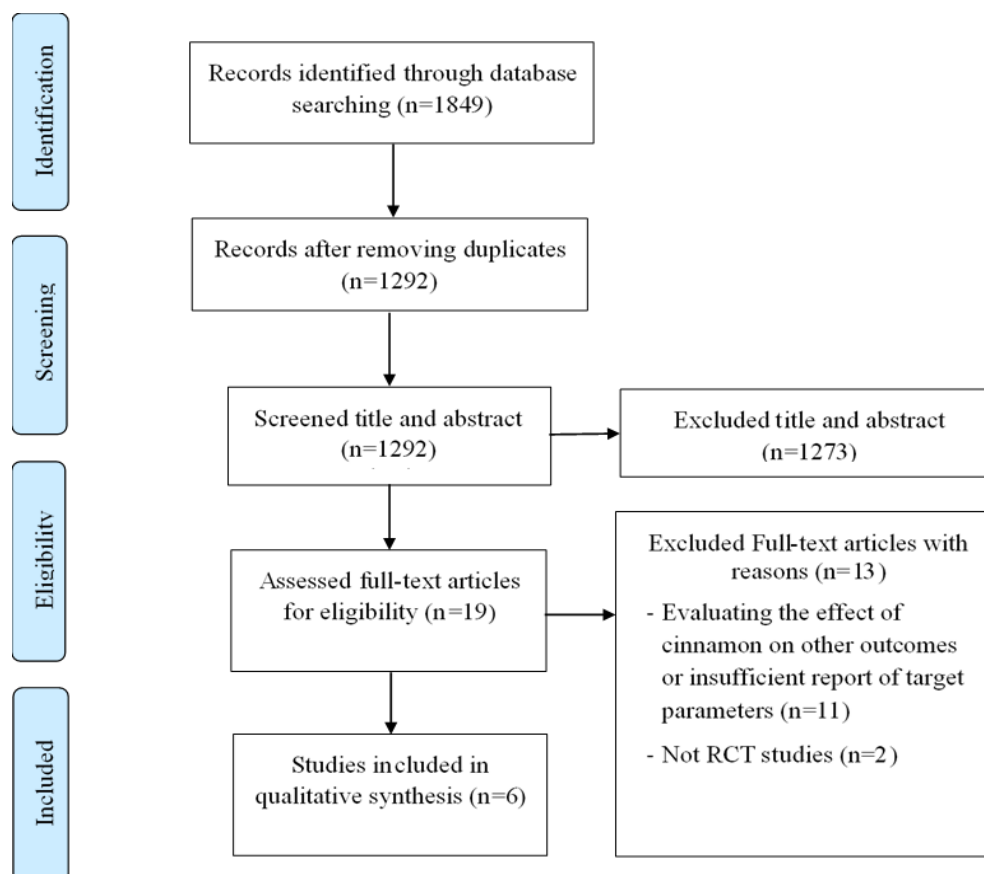 Identification
Records identified through database
searching (n=1849)
Records after removing duplicates
(n=1292)
Screening
Screened title and abstract
(n=1292)
Excluded title and abstract
(n=1273)
Eligibility
Assessed full-text articles
for eligibility (n=19)
Excluded Full-text articles with
reasons (n=13)
- Evaluating the effect of
cinnamon on other outcomes
or insufficient report of target
parameters (n=11)
- Not RCT studies (n=2)
Included
Studies included in
qualitative synthesis (n=6)